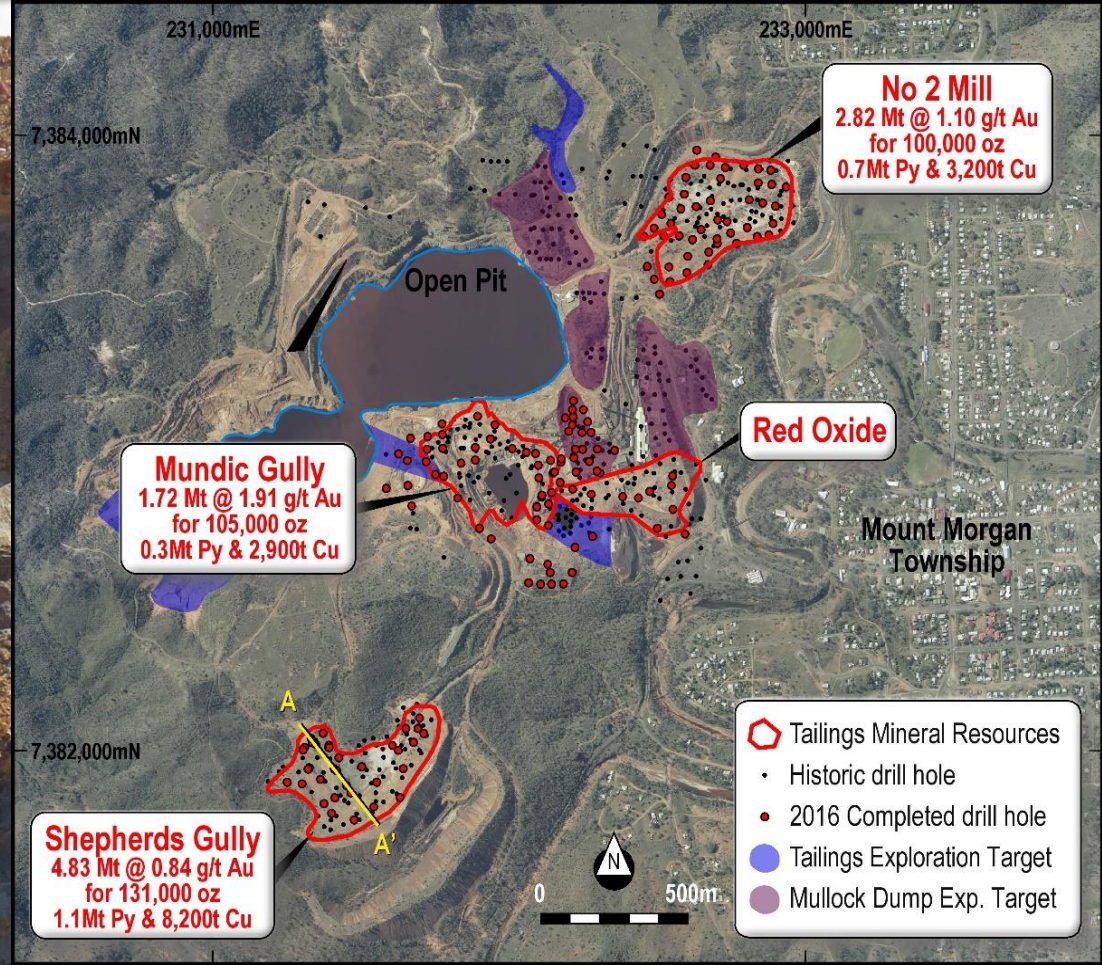 231,000mE
233,000mE
7,384,000mN
No 2 Mill
2.82 Mt @ 1.10 g/t Au
for 100,000 oz
0.7Mt Py & 3,200t Cu
Open Pit
Red Oxide
Mundic Gully
1.72 Mt @ 1.91 g/t Au
for 105,000 oz
0.3Mt Py & 2,900t Cu
Mount Morgan
Township
A
7,382,000mN
A'
Shepherds Gully
4.83 Mt @ 0.84 g/t Au
for 131,000 oz
1.1Mt Py & 8,200t Cu
N
0 500m
Tailings Mineral Resources
Historic drill hole
2016 Completed drill hole
Tailings Exploration Target
Mullock Dump Exp. Target